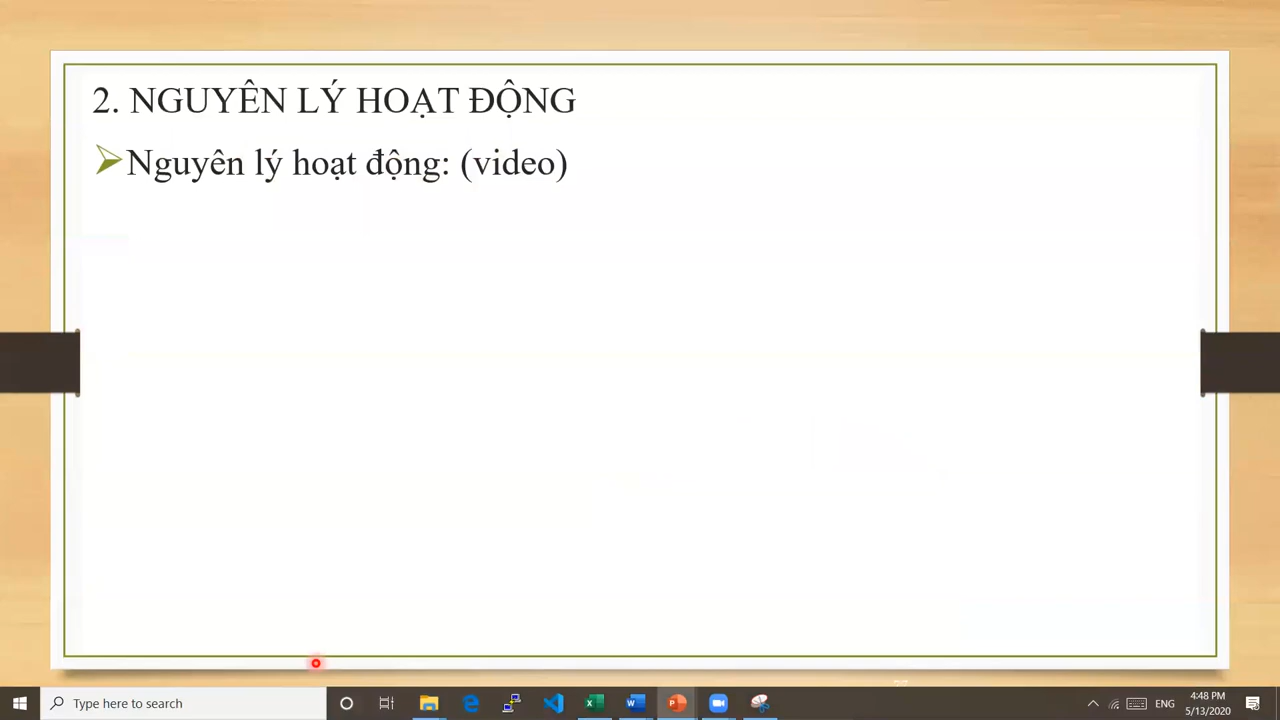 2. NGUYÊN LÝ HOẠT ĐỘNG
Nguyên lý hoạt động: (video)
Type here to search
ENG
4:48 PM
5/13/2020